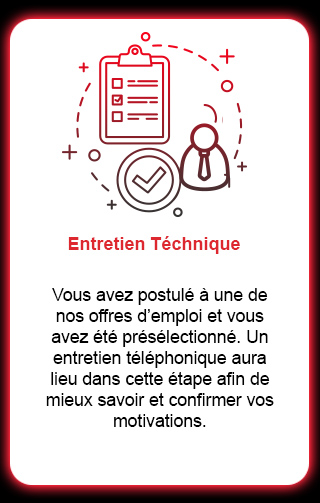 Entretien Téchnique
Vous avez postulé à une de
nos offres d’emploi et vous
avez été présélectionné. Un
entretien téléphonique aura
lieu dans cette étape afin de
mieux savoir et confirmer vos
motivations.